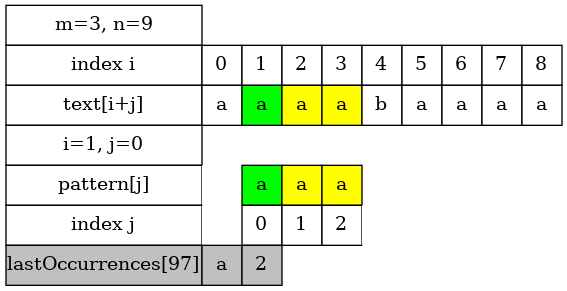 m=3, n=9
index i 0 1 2 3 4 5 6 7 8
text[i+j] a a a a b a a a a
i=1, j=0
pattern[j] a a a
index j 0 1 2
lastOccurrences[97] a 2